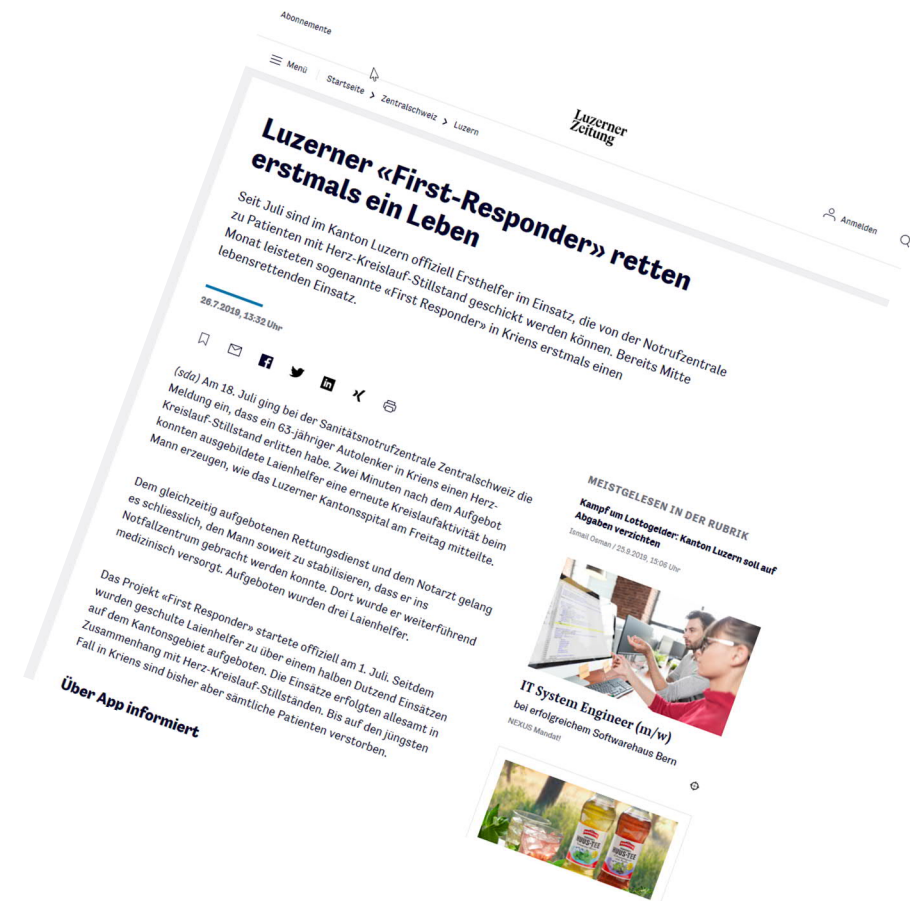 Abonnemente
Menü
Startseite
Zentralschweiz
Luzern
Luzerner
Zeitung
Anmelden
Luzerner «First-Responder» retten
erstmals ein Leben
Seit Juli sind im Kanton Luzern offiziell Ersthelfer im Einsatz, die von der Notrufzentrale
zu Patienten mit Herz-Kreislauf-Stillstand geschickt werden können. Bereits Mitte
Monat leisteten sogenannte «First Responder» in Kriens erstmals einen
lebensrettenden Einsatz.
26.7.2019, 13:32 Uhr
(sda) Am 18. Juli ging bei der Sanitätsnotrufzentrale Zentralschweiz die
Meldung ein, dass ein 63-jähriger Autolenker in Kriens einen Herz-
Kreislauf-Stillstand erlitten habe. Zwei Minuten nach dem Aufgebot
konnten ausgebildete Laienhelfer eine erneute Kreislaufaktivität beim
Mann erzeugen, wie das Luzerner Kantonsspital am Freitag mitteilte.
Dem gleichzeitig aufgebotenen Rettungsdienst und dem Notarzt gelang
es schliesslich, den Mann soweit zu stabilisieren, dass er ins
Notfallzentrum gebracht werden konnte. Dort wurde er weiterführend
medizinisch versorgt. Aufgeboten wurden drei Laienhelfer.
Das Projekt «First Responder» startete offiziell am 1. Juli. Seitdem
wurden geschulte Laienhelfer zu über einem halben Dutzend Einsätzen
auf dem Kantonsgebiet aufgeboten. Die Einsätze erfolgten allesamt in
Zusammenhang mit Herz-Kreislauf-Stillständen. Bis auf den jüngsten
Fall in Kriens sind bisher aber sämtliche Patienten verstorben.
Über App informiert
MEISTGELESEN IN DER RUBRIK
Kampf um Lottogelder: Kanton Luzern soll auf
Abgaben verzichten
Ismail Osman / 25.9.2019, 15:06 Uhr
IT System Engineer (m/w)
bei erfolgreichem Softwarehaus Bern
NEXUS Mandat!
HUUS-TEE
HUUS-TEE